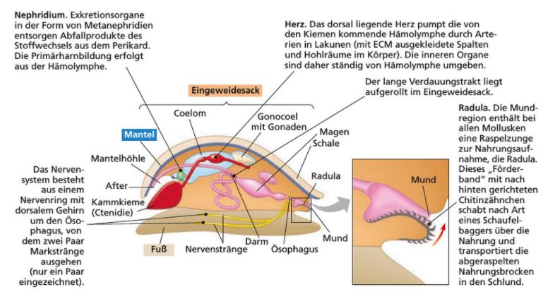 Nephridium. Exkretionsorgane
in der Form von Metanephridien
entsorgen Abfallprodukte des
Stoffwechsels aus dem Perikard.
Die Primärharnbildung erfolgt
aus der Hämolymphe.
Herz. Das dorsal liegende Herz pumpt die von
den Kiemen kommende Hämolymphe durch Arte-
rien in Lakunen (mit ECM ausgekleidete Spalten
und Hohlräume im Körper). Die inneren Organe
sind daher ständig von Hämolymphe umgeben.
Der lange Verdauungstrakt liegt
aufgerollt im Eingeweidesack.
Eingeweidesack
Coelom
Gonocoel
mit Gonaden
Mantel
Magen
Schale
Mantelhöhle
Radula
After
Kammkieme
(Ctenidie)
Mund
Fuß
Nervenstränge
Darm
Ösophagus
Das Nerven-
system besteht
aus einem
Nervenring mit
dorsalem Gehirn
um den Öso-
phagus, von
dem zwei Paar
Markstränge
ausgehen
(nur ein Paar
eingezeichnet).
Mund
Radula. Die Mund-
region enthält bei
allen Mollusken
eine Raspelzunge
zur Nahrungsauf-
nahme, die Radula.
Dieses „Förder-
band“ mit nach
hinten gerichteten
Chitinzähnchen
schabt nach Art
eines Schaufel-
baggers über die
Nahrung und
transportiert die
abgeraspelten
Nahrungsbrocken
in den Schlund.